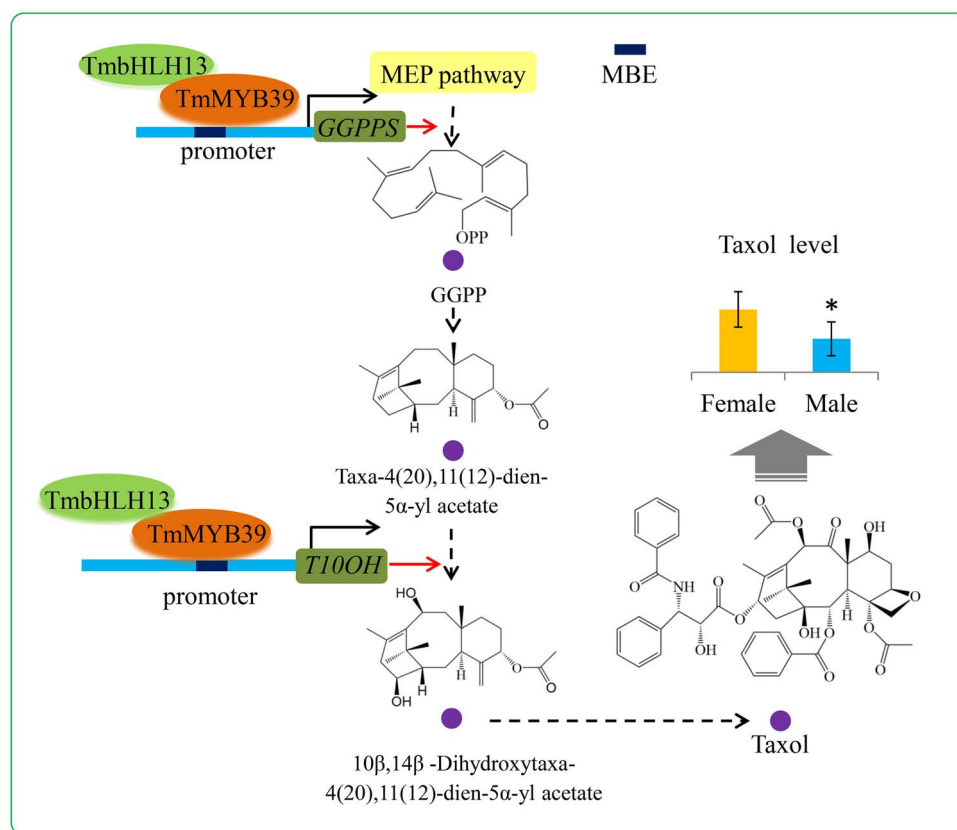 TmbHLH13
TmMYB39
GGPPS
promoter
MEP pathway
MBE
OPP
GGPP
H
H
O
O
Taxa-4(20),11(12)-dien-
5α-yl acetate
TmbHLH13
TmMYB39
T10OH
promoter
HO
H
H
OH
O
O
10β,14β -Dihydroxytaxa-
4(20),11(12)-dien-5α-yl acetate
Taxol level
*
Female Male
O
O
O
OH
O
NH
O
O
OH
HO
O
O
H
O
O
O
O
Taxol